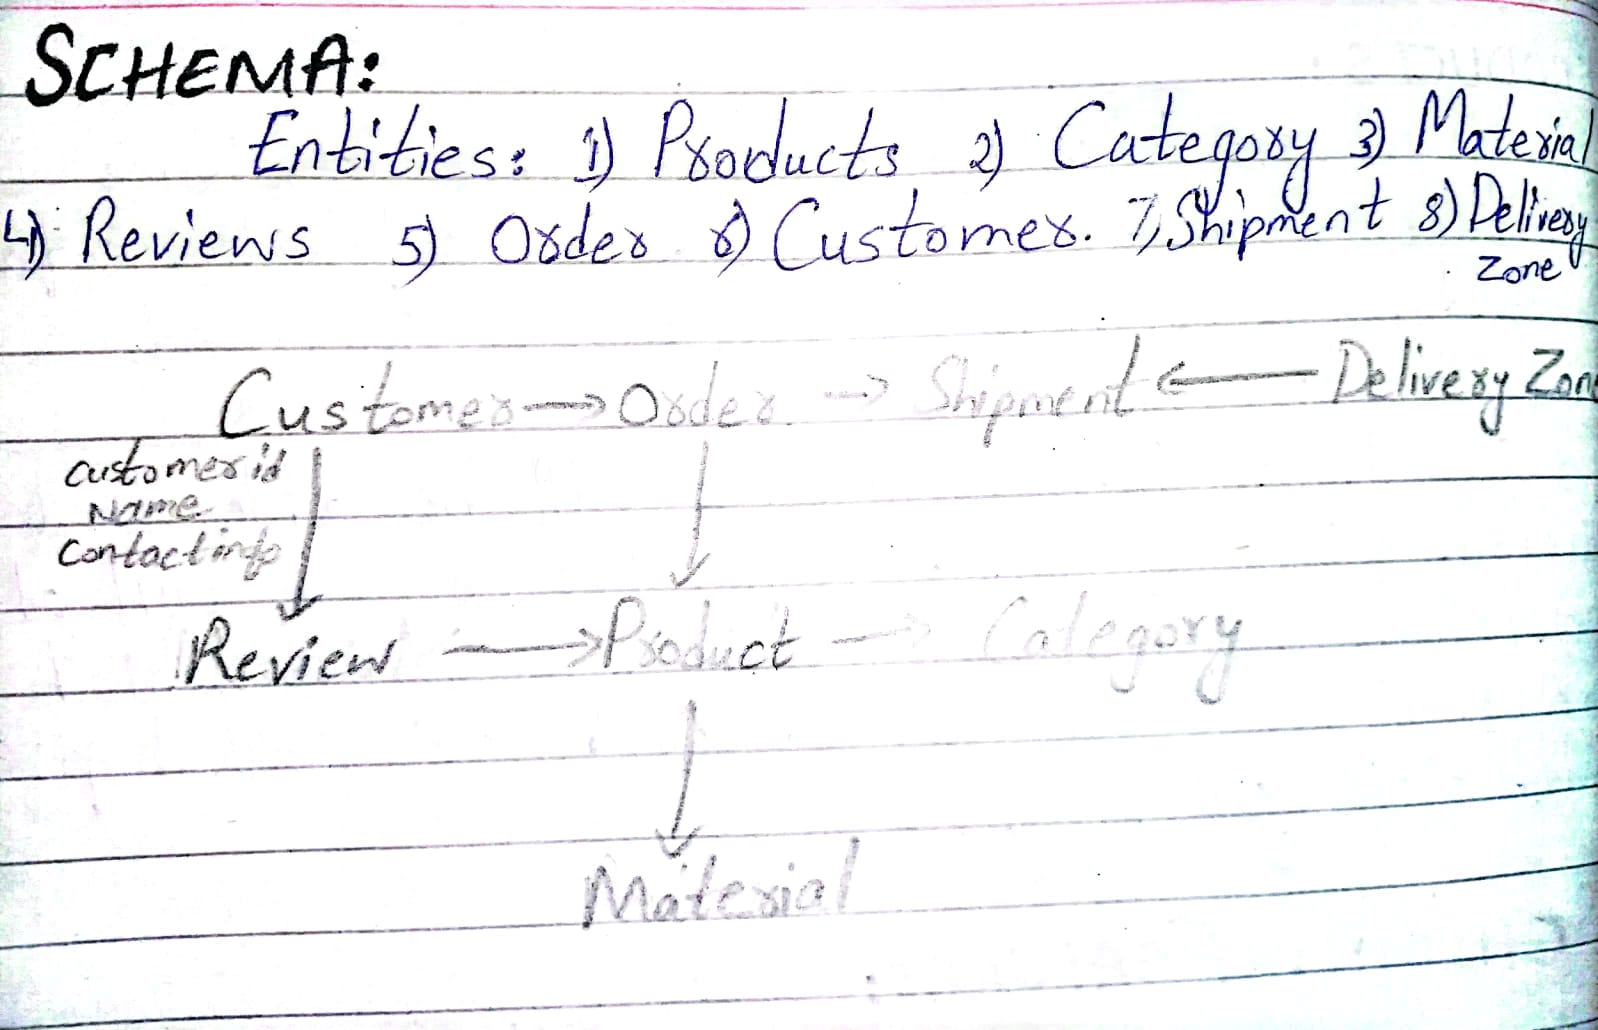 SCHEMA:
Entities: 1) Products 2) Category 3) Material
4) Reviews 5) Order 6) Customer. 7) Shipment 8) Delivery
Zone
Customer → Order → Shipment ← Delivery Zone
customer id
Name
Contact info
Review → Product → Category
Material